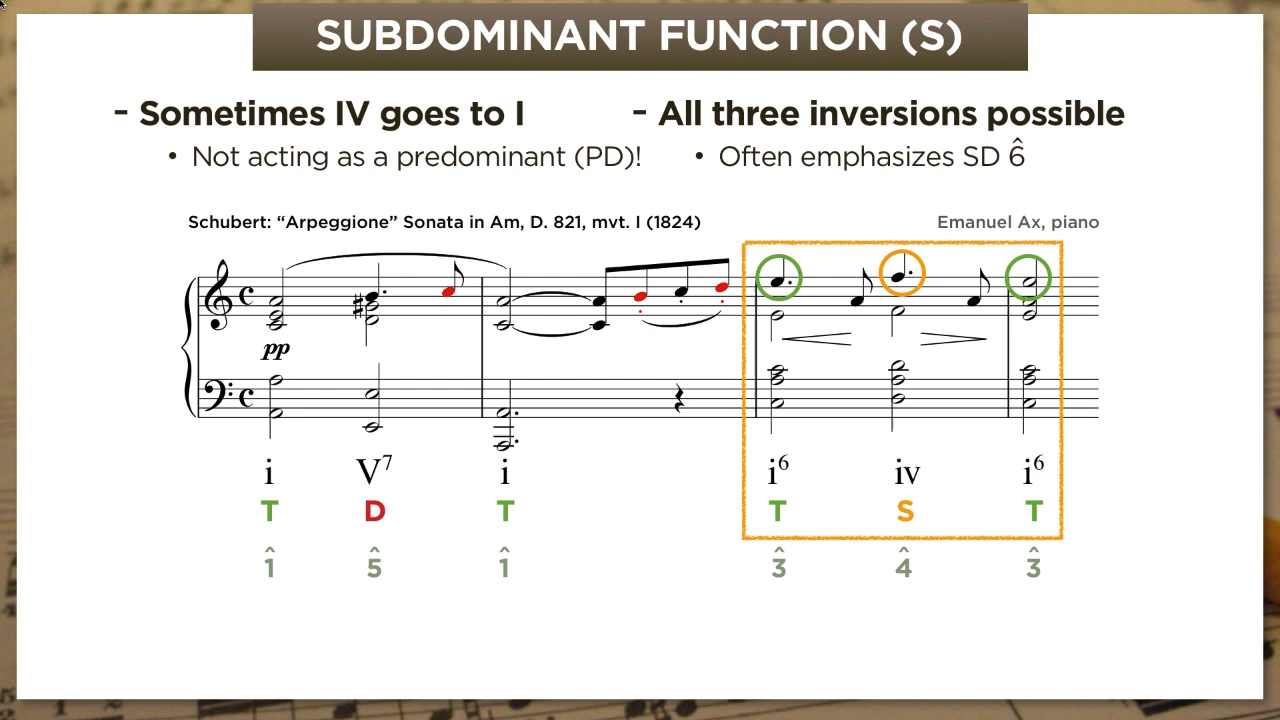 SUBDOMINANT FUNCTION (S)
- Sometimes IV goes to I
• Not acting as a predominant (PD)!
- All three inversions possible
• Often emphasizes SD 6̂
Schubert: “Arpeggione” Sonata in Am, D. 821, mvt. I (1824)
Emanuel Ax, piano
pp
i V⁷ i i⁶ iv i⁶
T D T T S T
1̂ 5̂ 1̂ 3̂ 4̂ 3̂